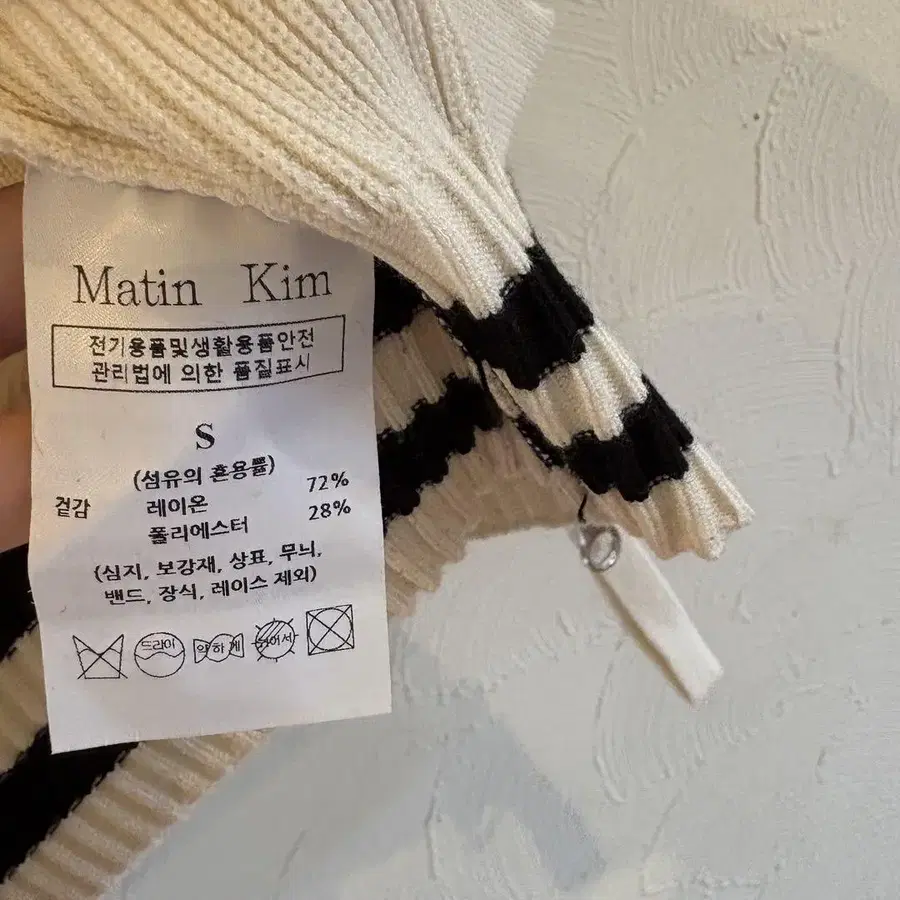 Matin Kim
전기용품및생활용품안전
관리법에 의한 품질표시
S
(섬유의 혼용률)
겉감 레이온 72%
폴리에스터 28%
(심지, 보강재, 상표, 무늬,
밴드, 장식, 레이스 제외)
드라이 약하게 뉘어서